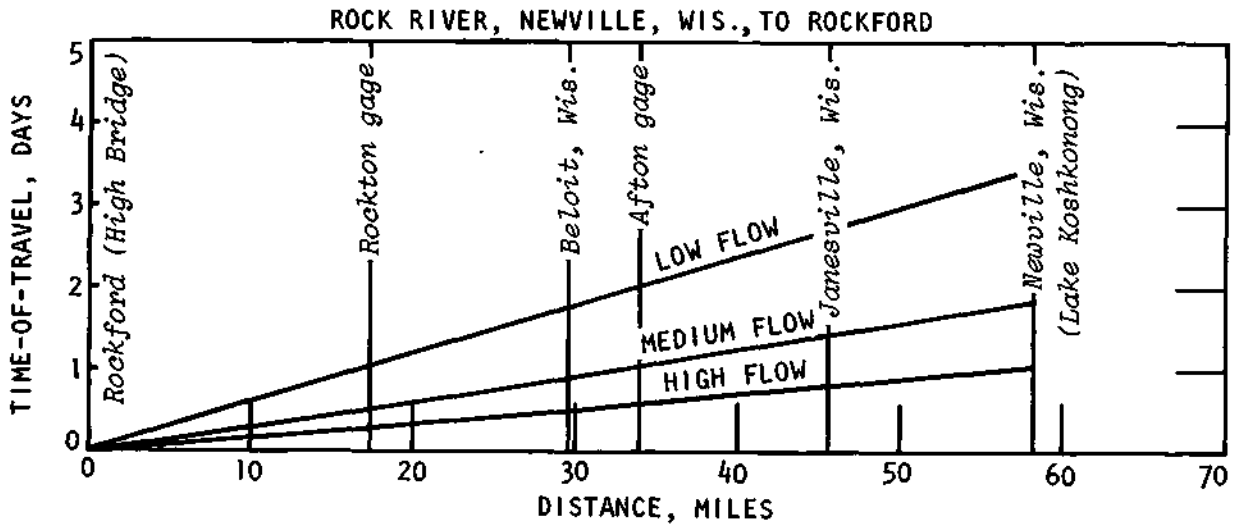 ROCK RIVER, NEWVILLE, WIS., TO ROCKFORD
TIME-OF-TRAVEL, DAYS
5
4
3
2
1
0
Rockford (High Bridge)
Rockton gage
Beloit, Wis.
Afton gage
Janesville, Wis.
Newville, Wis.
(Lake Koshkonong)
LOW FLOW
MEDIUM FLOW
HIGH FLOW
0 10 20 30 40 50 60 70
DISTANCE, MILES